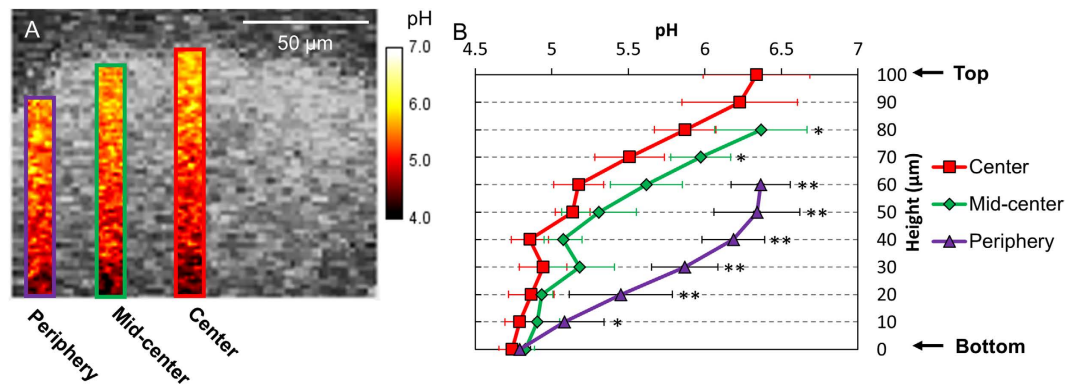 A
50 µm
pH
7.0
6.0
5.0
4.0
Periphery
Mid-center
Center
B
pH
4.5 5 5.5 6 6.5 7
100 Top
90
80 *
70 *
60 **
50 **
40 **
30 **
20 **
10 *
0 Bottom
Height (µm)
Center
Mid-center
Periphery